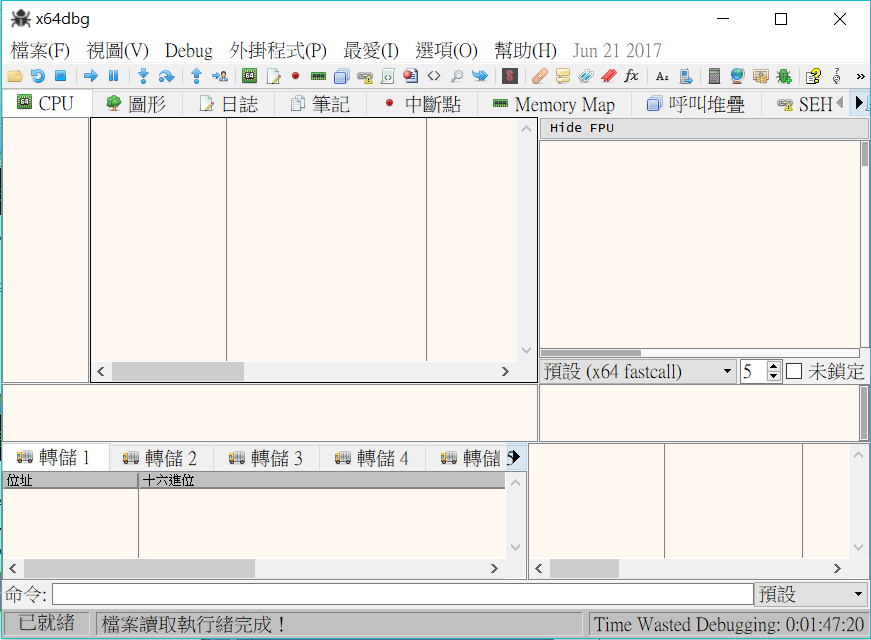 x64dbg
檔案(F) 視圖(V) Debug 外掛程式(P) 最愛(I) 選項(O) 幫助(H) Jun 21 2017
CPU 圖形 日誌 筆記 中斷點 Memory Map 呼叫堆疊 SEH
Hide FPU
預設 (x64 fastcall) 5 未鎖定
轉儲 1 轉儲 2 轉儲 3 轉儲 4 轉儲 5
位址 十六進位
命令: 預設
已就緒 檔案讀取執行緒完成！ Time Wasted Debugging: 0:01:47:20